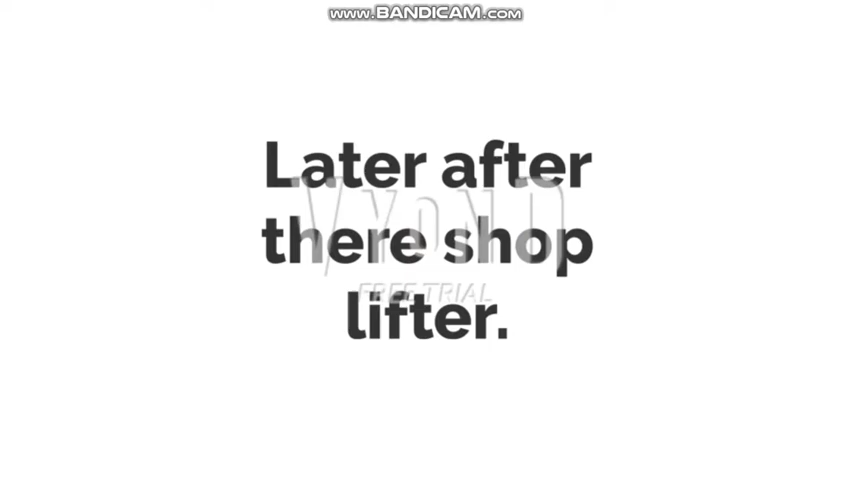 www.BANDICAM.com
Later after
there shop
lifter.
VYOND
FREE TRIAL